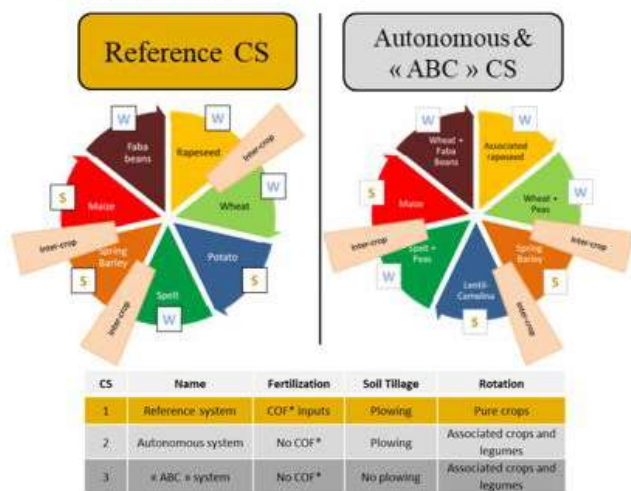 Reference CS
Autonomous &
« ABC » CS
W
W
Faba
beans
Rapeseed
Inter-crop
W
S
Maize
Wheat
Inter-crop
Spring
Barley
Potato
S
S
Inter-crop
Spelt
W
W
W
Wheat +
Faba
Beans
Associated
rapeseed
S
W
Maize
Wheat +
Peas
Inter-crop
Inter-crop
Spelt +
Peas
Spring
Barley
W
S
Lentil-
Camelina
Inter-crop
S
CS Name Fertilization Soil Tillage Rotation
1 Reference system COF* inputs Plowing Pure crops
2 Autonomous system No COF* Plowing Associated crops and
legumes
3 « ABC » system No COF* No plowing Associated crops and
legumes